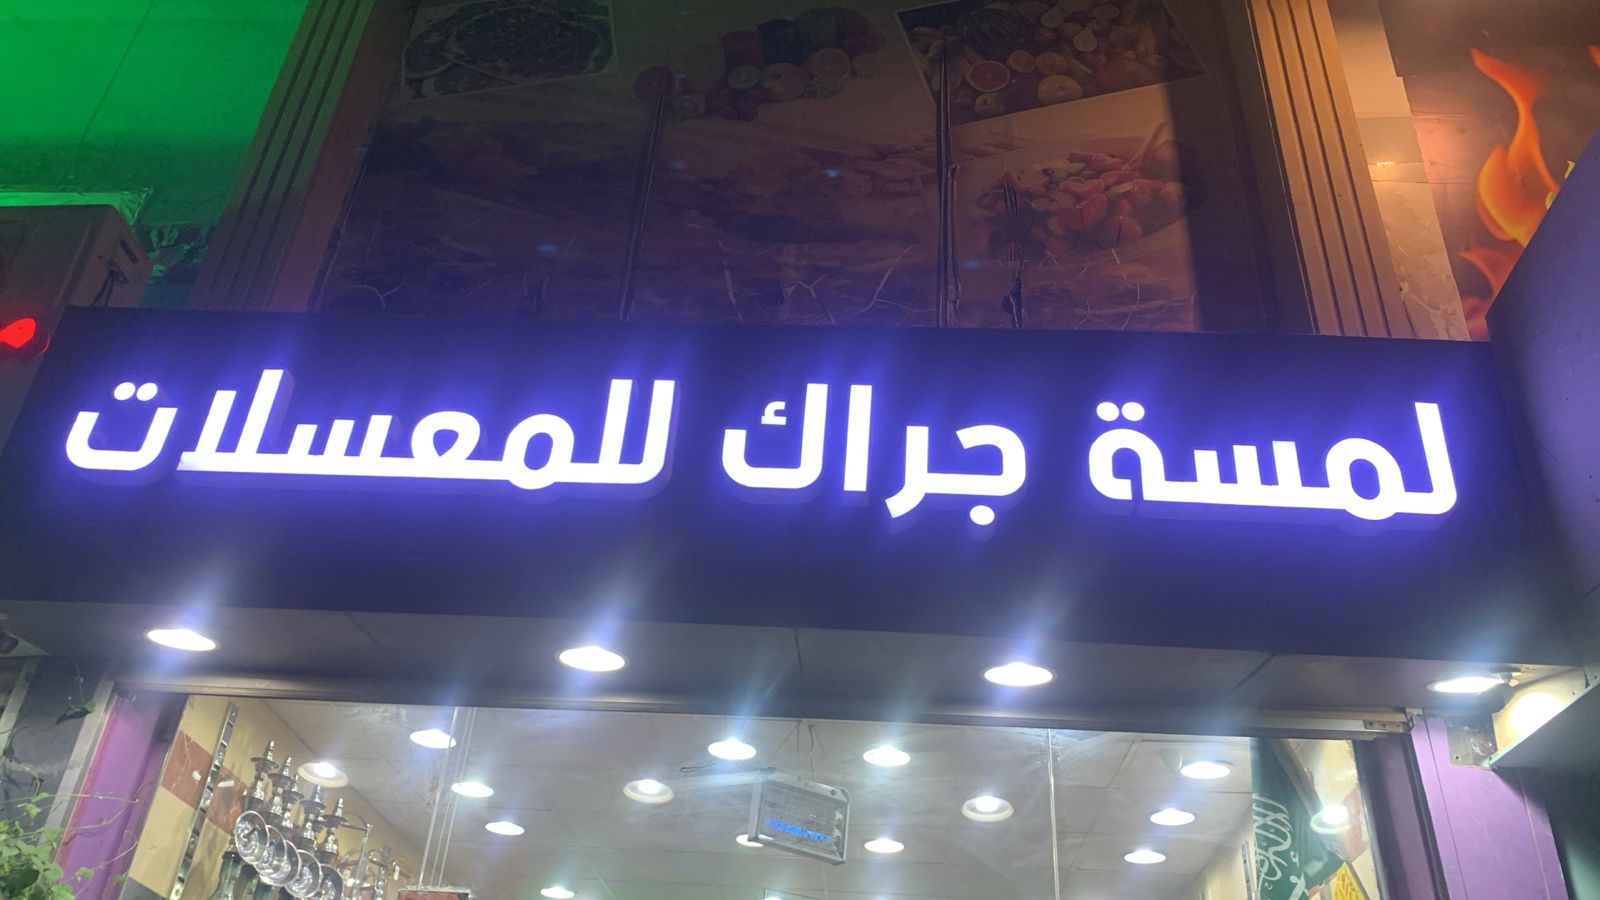 لمسة جراك للمعسلات